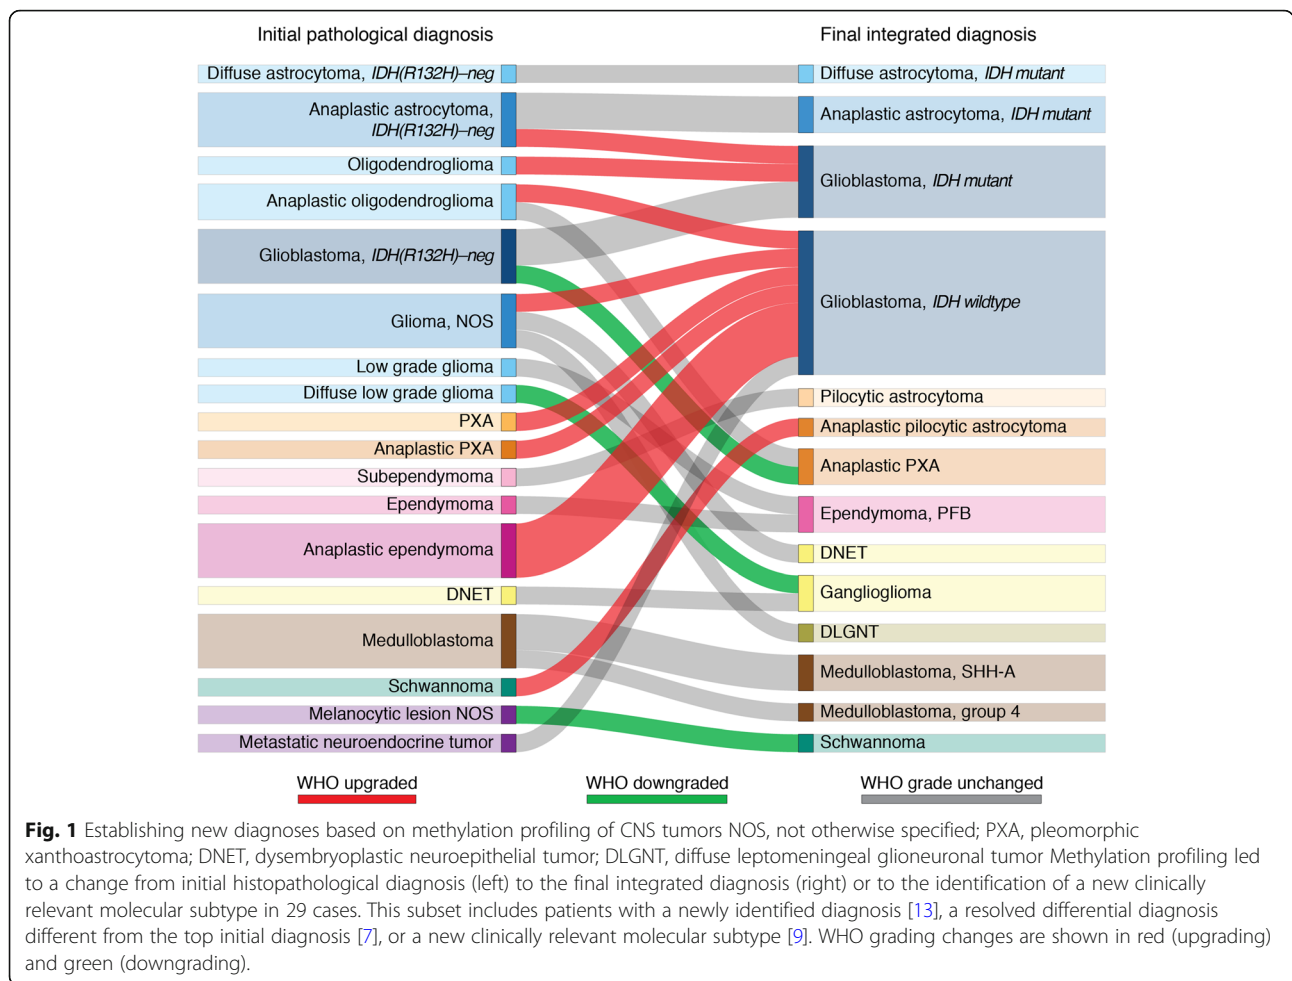 Initial pathological diagnosis
Final integrated diagnosis
Diffuse astrocytoma, IDH(R132H)–neg
Anaplastic astrocytoma,
IDH(R132H)–neg
Oligodendroglioma
Anaplastic oligodendroglioma
Glioblastoma, IDH(R132H)–neg
Glioma, NOS
Low grade glioma
Diffuse low grade glioma
PXA
Anaplastic PXA
Subependymoma
Ependymoma
Anaplastic ependymoma
DNET
Medulloblastoma
Schwannoma
Melanocytic lesion NOS
Metastatic neuroendocrine tumor
Diffuse astrocytoma, IDH mutant
Anaplastic astrocytoma, IDH mutant
Glioblastoma, IDH mutant
Glioblastoma, IDH wildtype
Pilocytic astrocytoma
Anaplastic pilocytic astrocytoma
Anaplastic PXA
Ependymoma, PFB
DNET
Ganglioglioma
DLGNT
Medulloblastoma, SHH-A
Medulloblastoma, group 4
Schwannoma
WHO upgraded
WHO downgraded
WHO grade unchanged
Fig. 1 Establishing new diagnoses based on methylation profiling of CNS tumors NOS, not otherwise specified; PXA, pleomorphic
xanthoastrocytoma; DNET, dysembryoplastic neuroepithelial tumor; DLGNT, diffuse leptomeningeal glioneuronal tumor Methylation profiling led
to a change from initial histopathological diagnosis (left) to the final integrated diagnosis (right) or to the identification of a new clinically
relevant molecular subtype in 29 cases. This subset includes patients with a newly identified diagnosis [13], a resolved differential diagnosis
different from the top initial diagnosis [7], or a new clinically relevant molecular subtype [9]. WHO grading changes are shown in red (upgrading)
and green (downgrading).